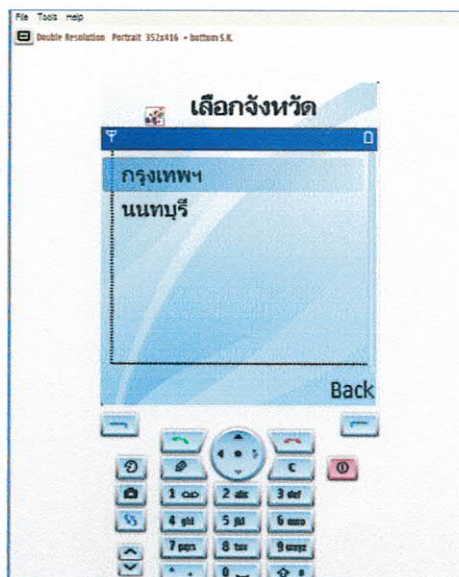 File Tools Help
Double Resolution Portrait 352x416 • bottom S.K.
เลือกจังหวัด
กรุงเทพฯ
นนทบุรี
Back
C
1 2 abc 3 def
4 ghi 5 jkl 6 mno
7 pqrs 8 tuv 9 wxyz
* 0 #